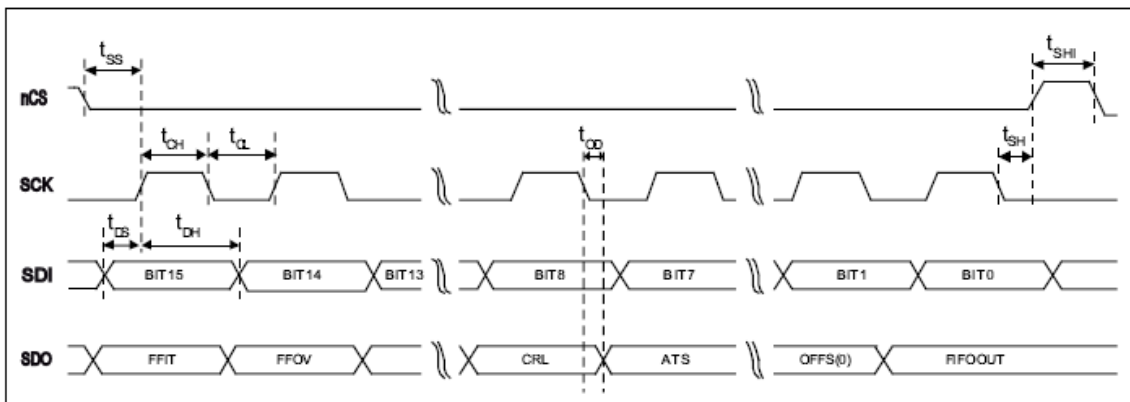 tSS
tSHI
nCS
tCH tCL tOD tSH
SCK
tDS tDH
SDI BIT15 BIT14 BIT13 BIT8 BIT7 BIT1 BIT0
SDO FFIT FFOV CRL ATS OFFS(0) FIFOOUT